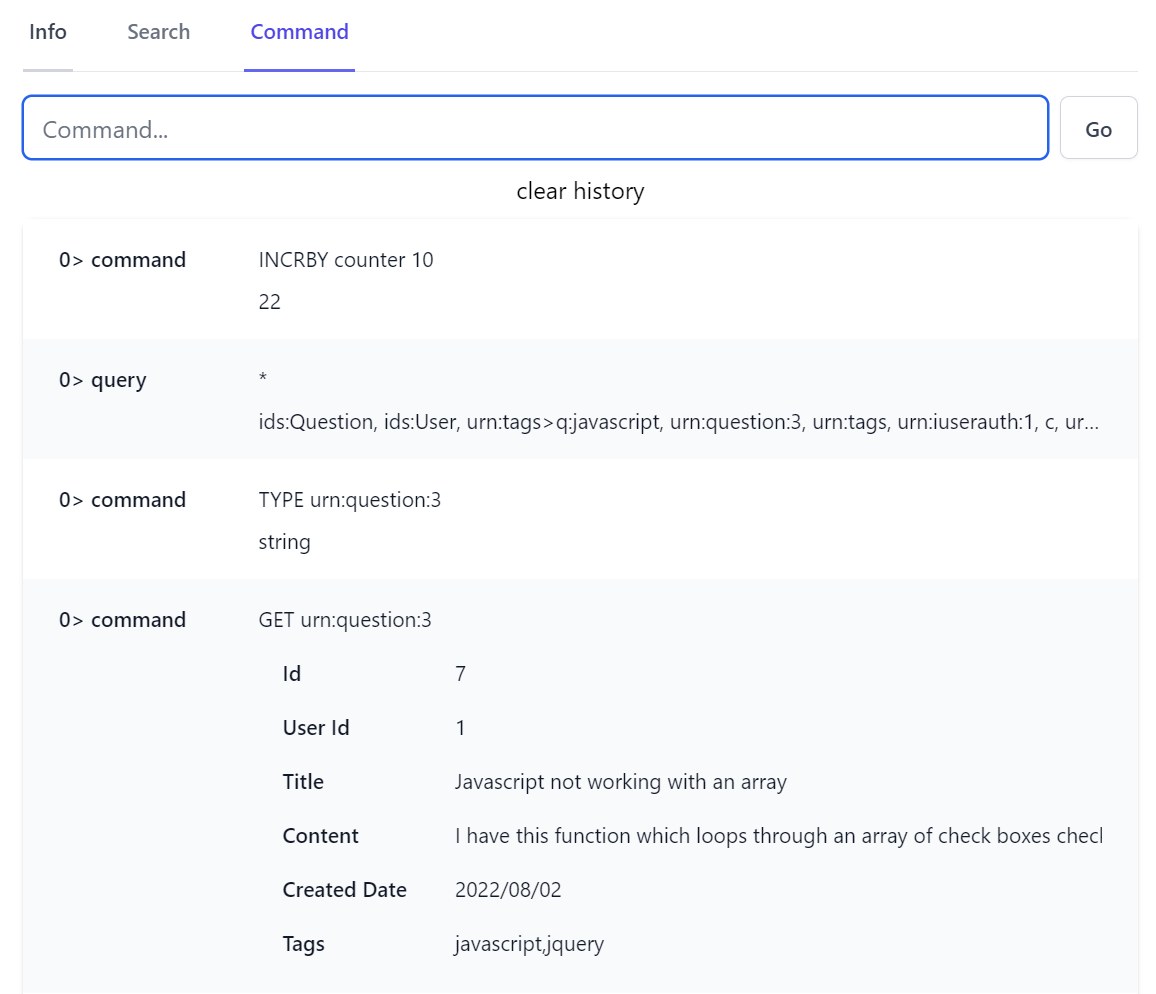 Info Search Command
Command...
Go
clear history
0> command INCRBY counter 10
22
0> query *
ids:Question, ids:User, urn:tags>q:javascript, urn:question:3, urn:tags, urn:iuserauth:1, c, ur...
0> command TYPE urn:question:3
string
0> command GET urn:question:3
Id 7
User Id 1
Title Javascript not working with an array
Content I have this function which loops through an array of check boxes
Created Date 2022/08/02
Tags javascript,jquery